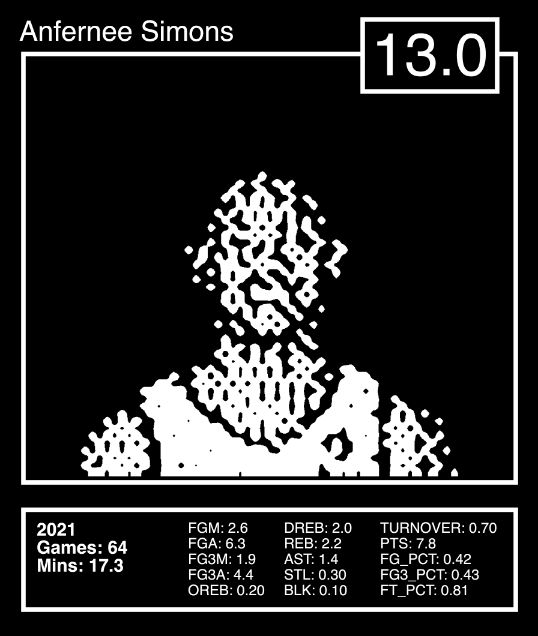 Anfernee Simons
13.0
2021
Games: 64
Mins: 17.3
FGM: 2.6
FGA: 6.3
FG3M: 1.9
FG3A: 4.4
OREB: 0.20
DREB: 2.0
REB: 2.2
AST: 1.4
STL: 0.30
BLK: 0.10
TURNOVER: 0.70
PTS: 7.8
FG_PCT: 0.42
FG3_PCT: 0.43
FT_PCT: 0.81